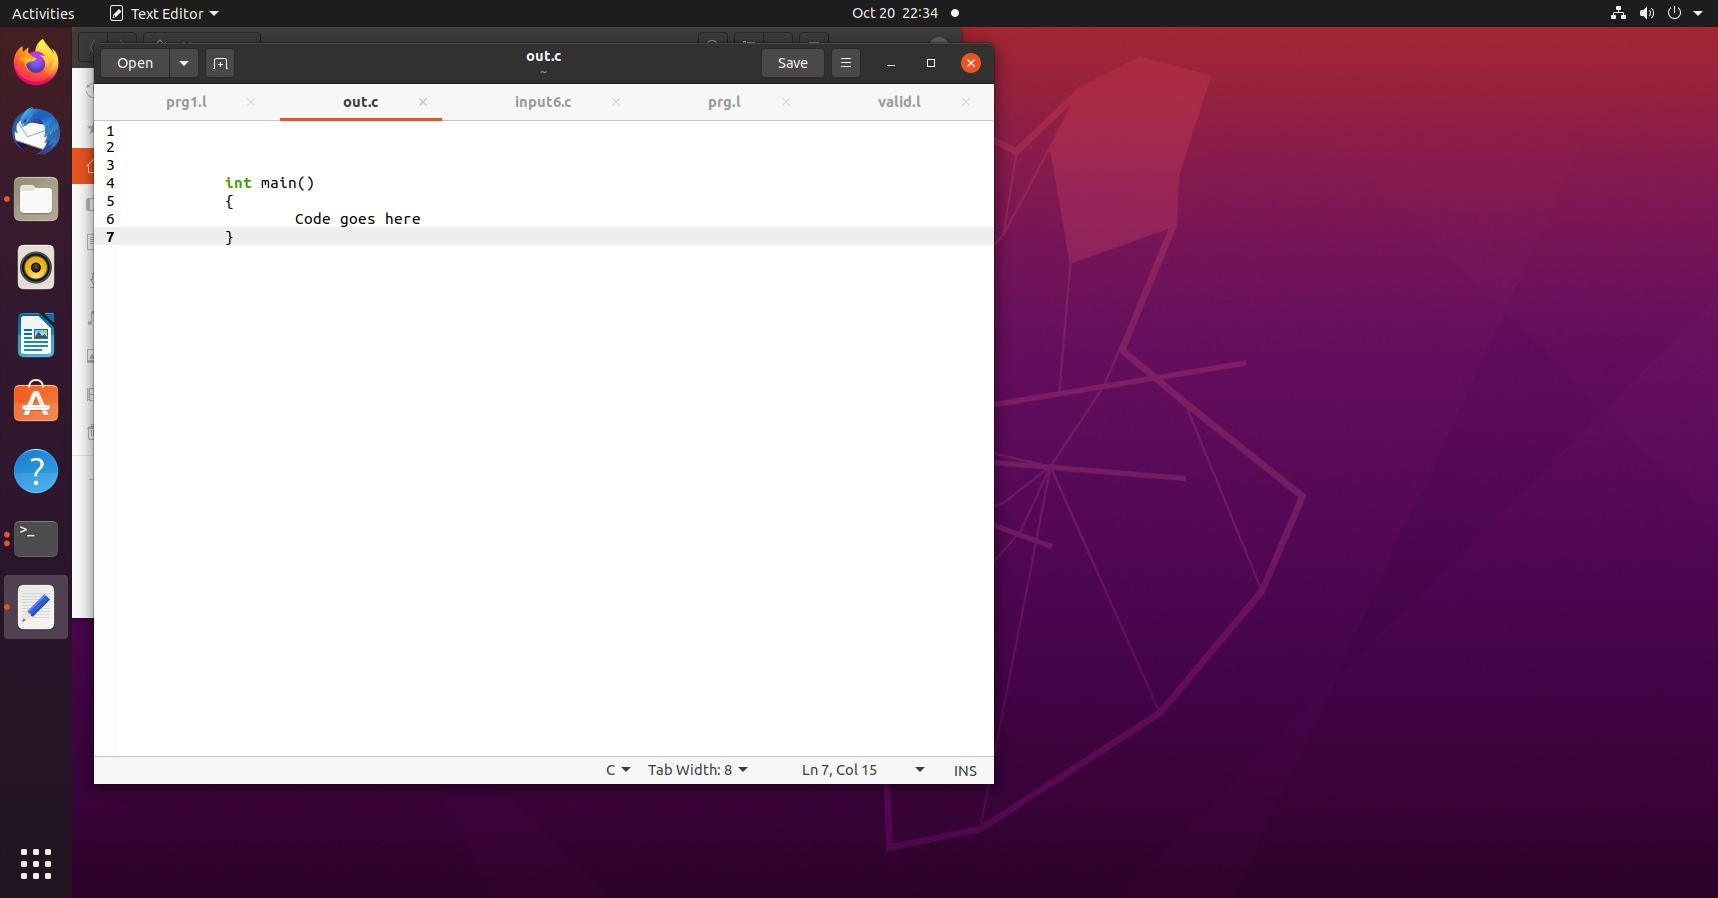 Activities
Text Editor
Oct 20 22:34
Open
out.c
~
Save
prg1.l
out.c
input6.c
prg.l
valid.l
1
2
3
4 int main()
5 {
6 Code goes here
7 }
C
Tab Width: 8
Ln 7, Col 15
INS